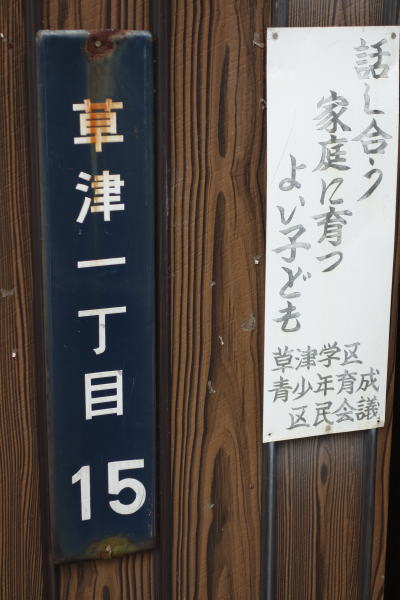 草津一丁目
15
話し合う
家庭に育つ
よい子ども
草津学区
青少年育成
区民会議